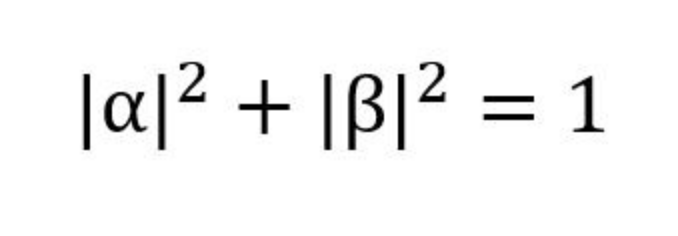 |α|² + |β|² = 1